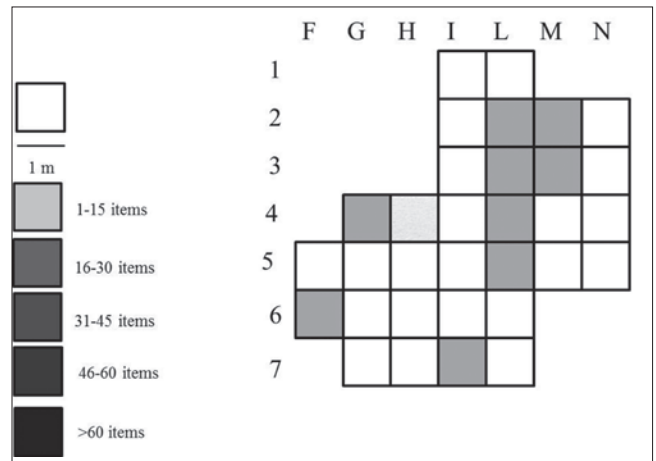 F G H I L M N
1
2
3
4
5
6
7
1 m
1-15 items
16-30 items
31-45 items
46-60 items
>60 items